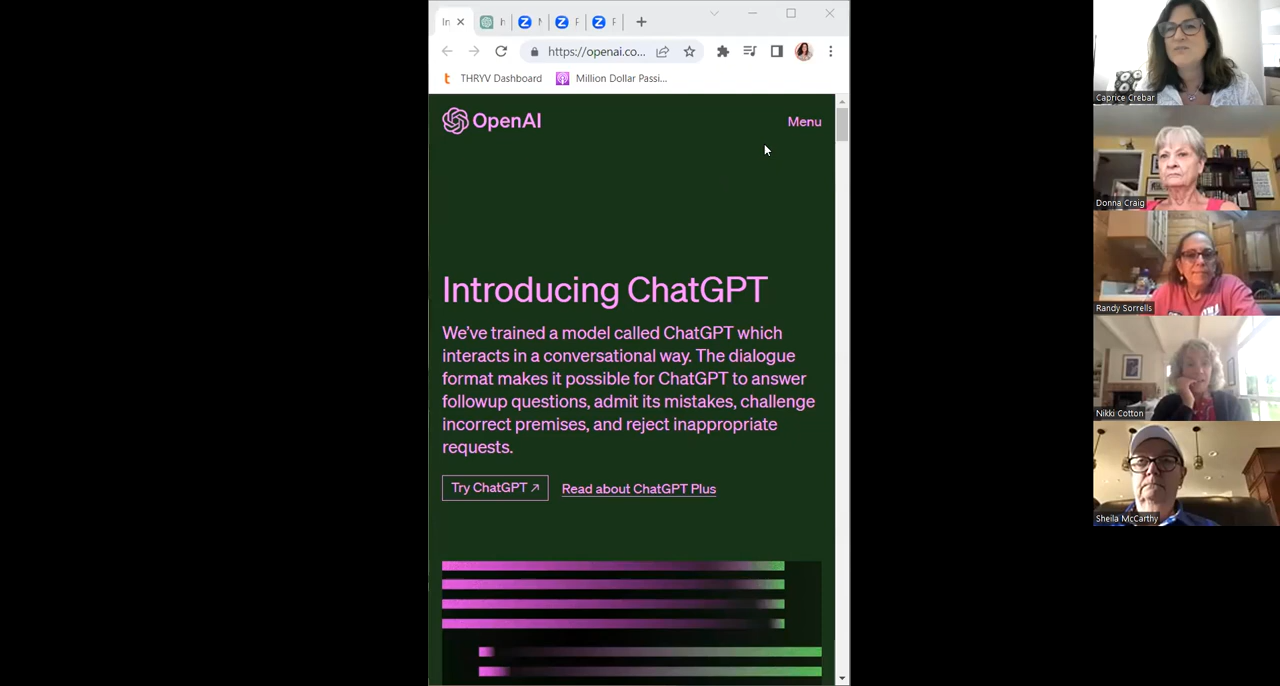 In
https://openai.co...
THRYV Dashboard
Million Dollar Passi...
OpenAI
Menu
Introducing ChatGPT
We've trained a model called ChatGPT which
interacts in a conversational way. The dialogue
format makes it possible for ChatGPT to answer
followup questions, admit its mistakes, challenge
incorrect premises, and reject inappropriate
requests.
Try ChatGPT ↗
Read about ChatGPT Plus
Caprice Crebar
Donna Craig
Randy Sorrells
Nikki Cotton
Sheila McCarthy